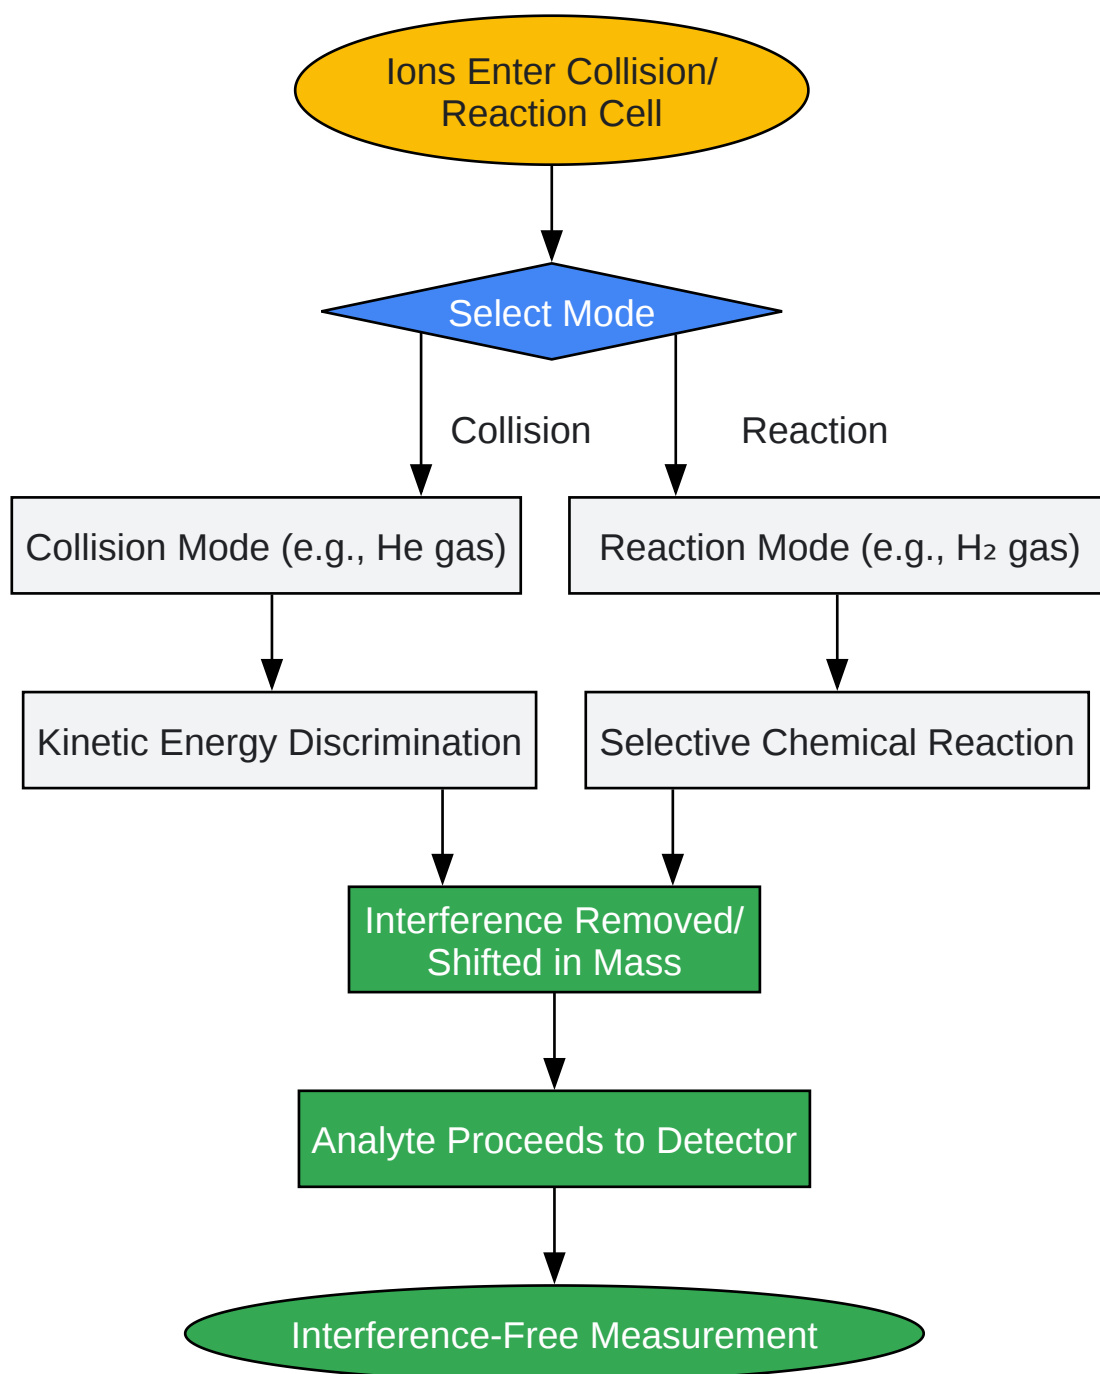 Ions Enter Collision/
Reaction Cell
Select Mode
Collision
Reaction
Collision Mode (e.g., He gas)
Reaction Mode (e.g., H₂ gas)
Kinetic Energy Discrimination
Selective Chemical Reaction
Interference Removed/
Shifted in Mass
Analyte Proceeds to Detector
Interference-Free Measurement